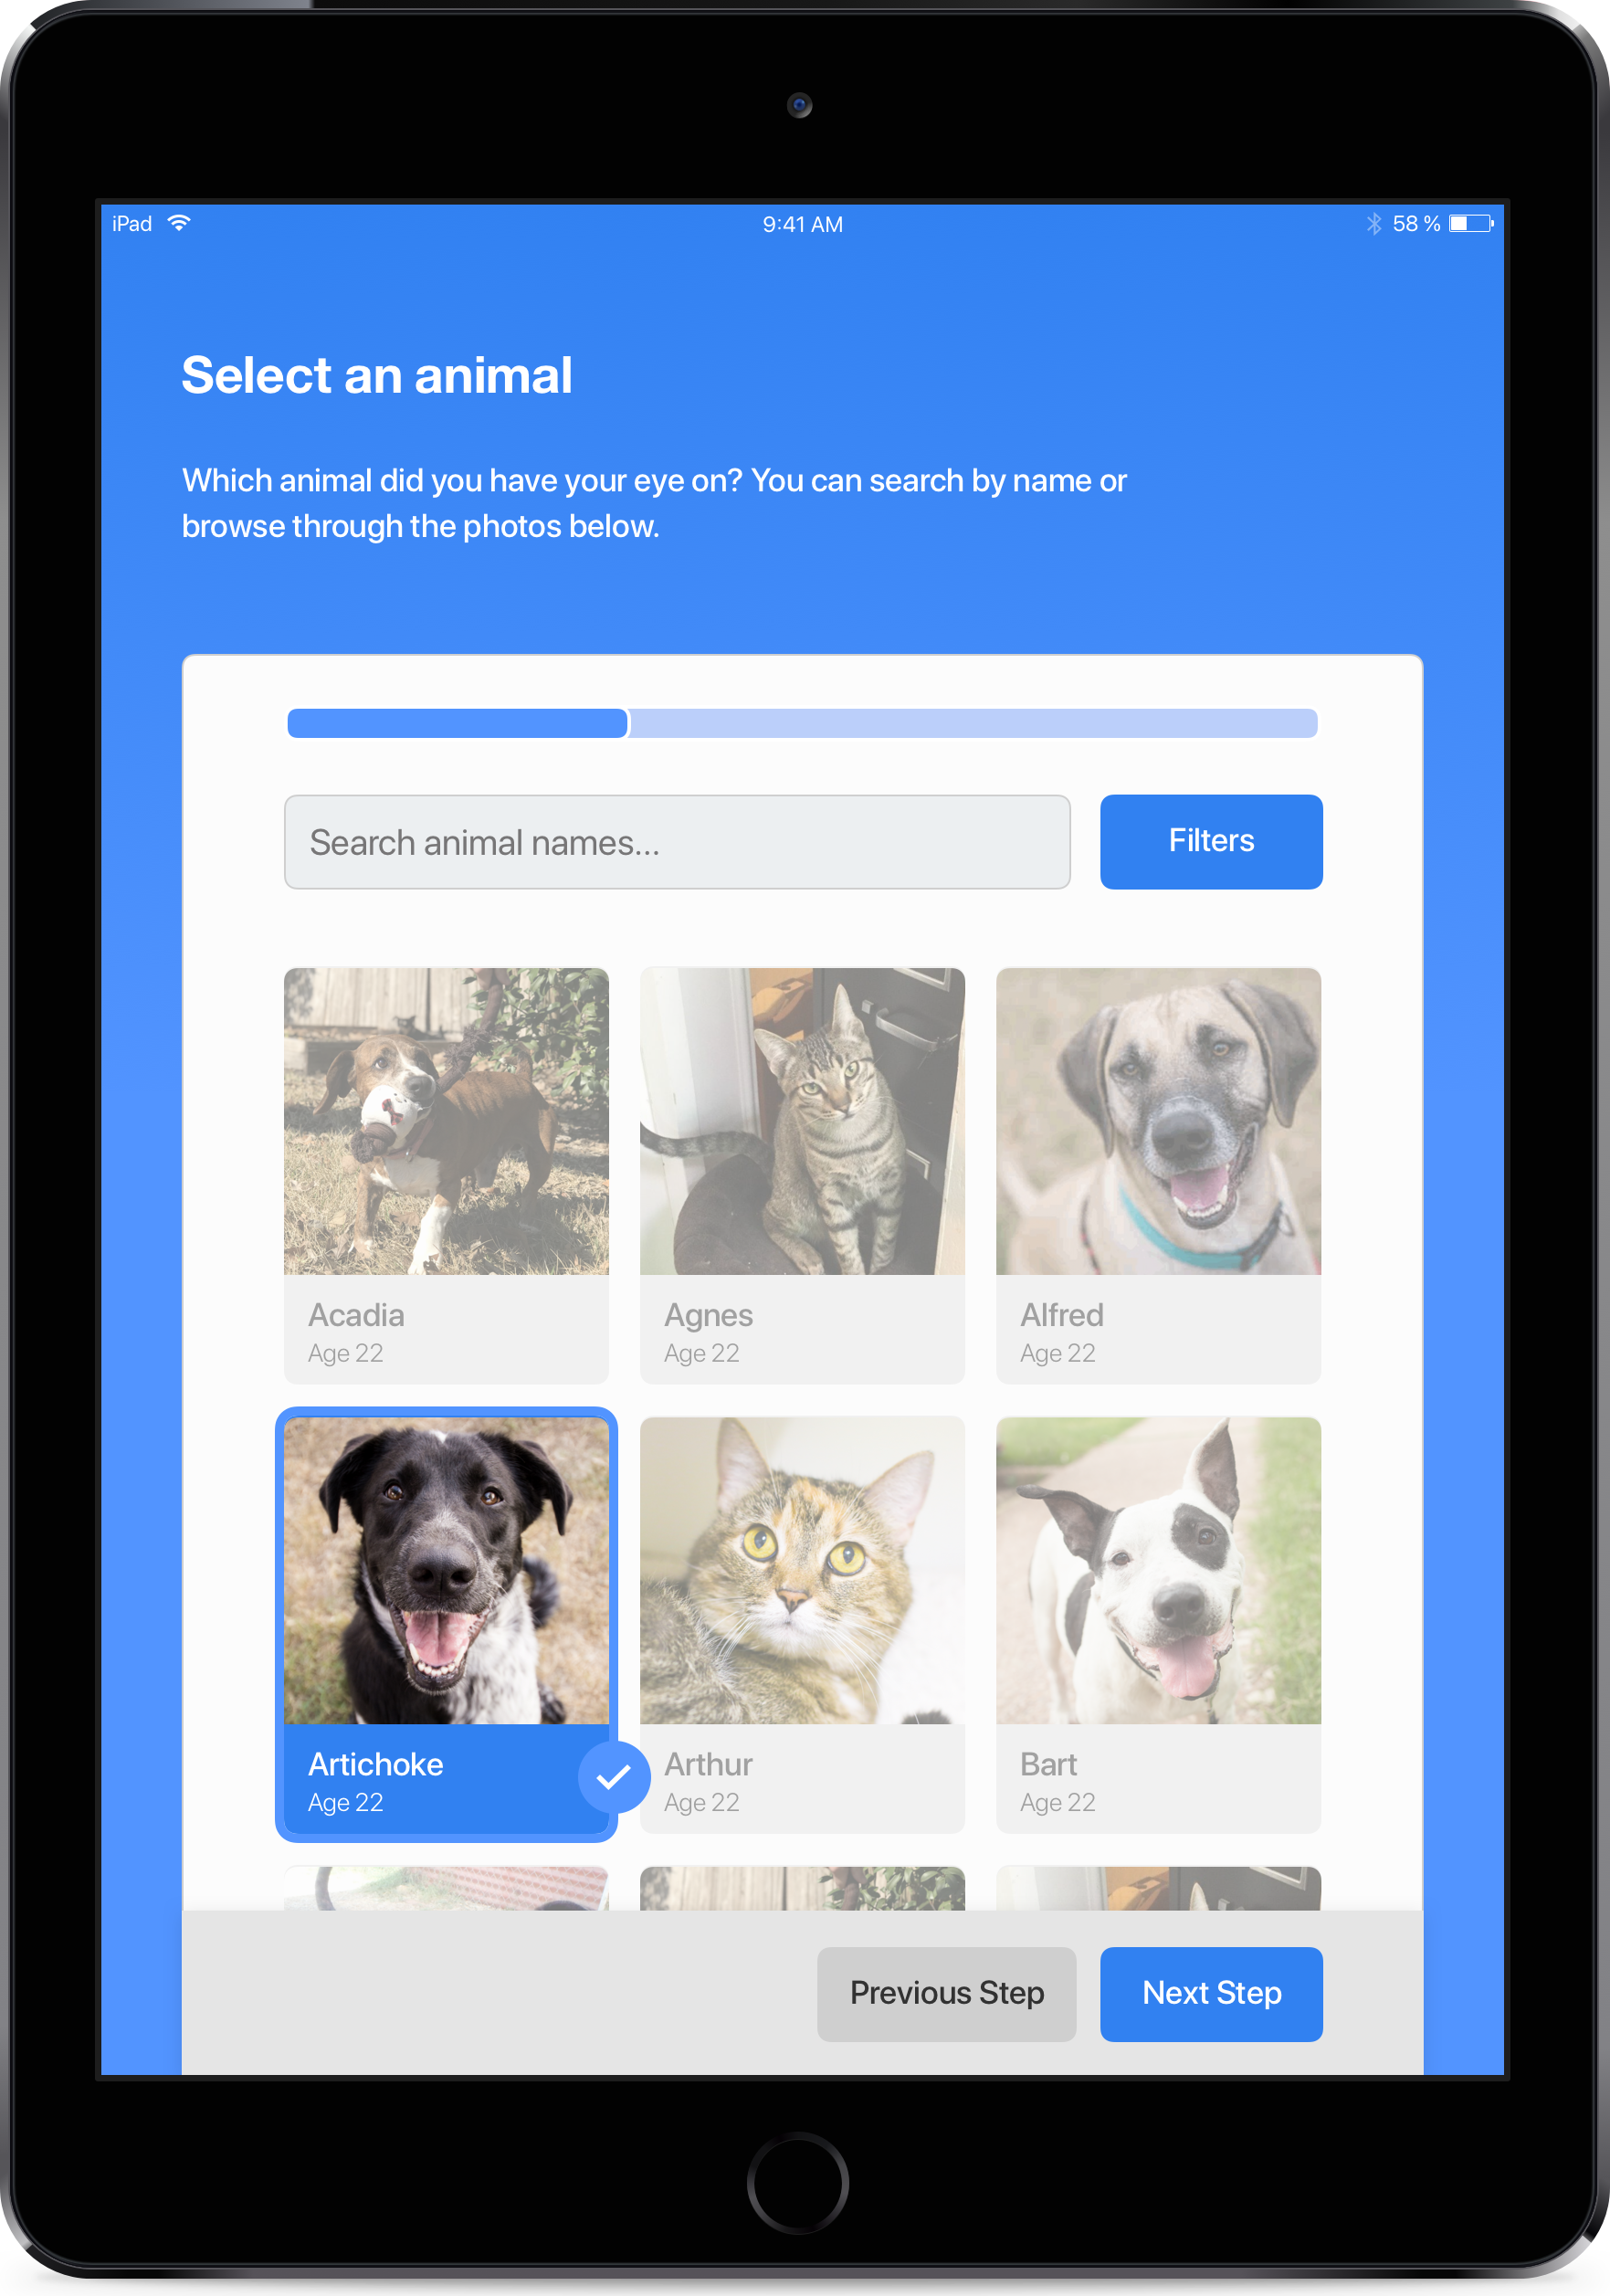 iPad 9:41 AM 58 %
Select an animal
Which animal did you have your eye on? You can search by name or
browse through the photos below.
Search animal names...
Filters
Acadia
Age 22
Agnes
Age 22
Alfred
Age 22
Artichoke
Age 22
Arthur
Age 22
Bart
Age 22
Previous Step
Next Step